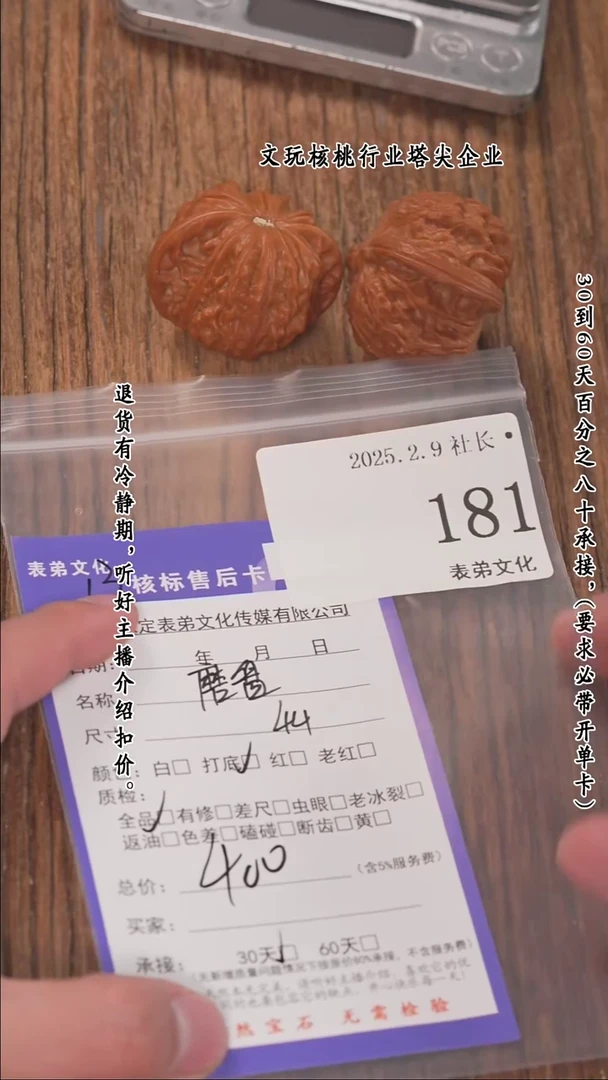 文玩核桃行业塔尖企业
30到60天百分之八十承接,(要求必带开单卡)
退货有冷静期,听好主播介绍扣价。
2025.2.9 社长
181
表弟文化
表弟文化
核标售后卡
定表弟文化传媒有限公司
日期: 年 月 日
名称 磨盘
尺寸 44
颜色: 白□ 打底□ 红□ 老红□
质检:
全品□有修□差尺□虫眼□老冰裂□
返油□色差□磕碰□断齿□黄□
总价: 400 (含5%服务费)
买家:
承接: 30天□ 60天□
然宝石 无需检验